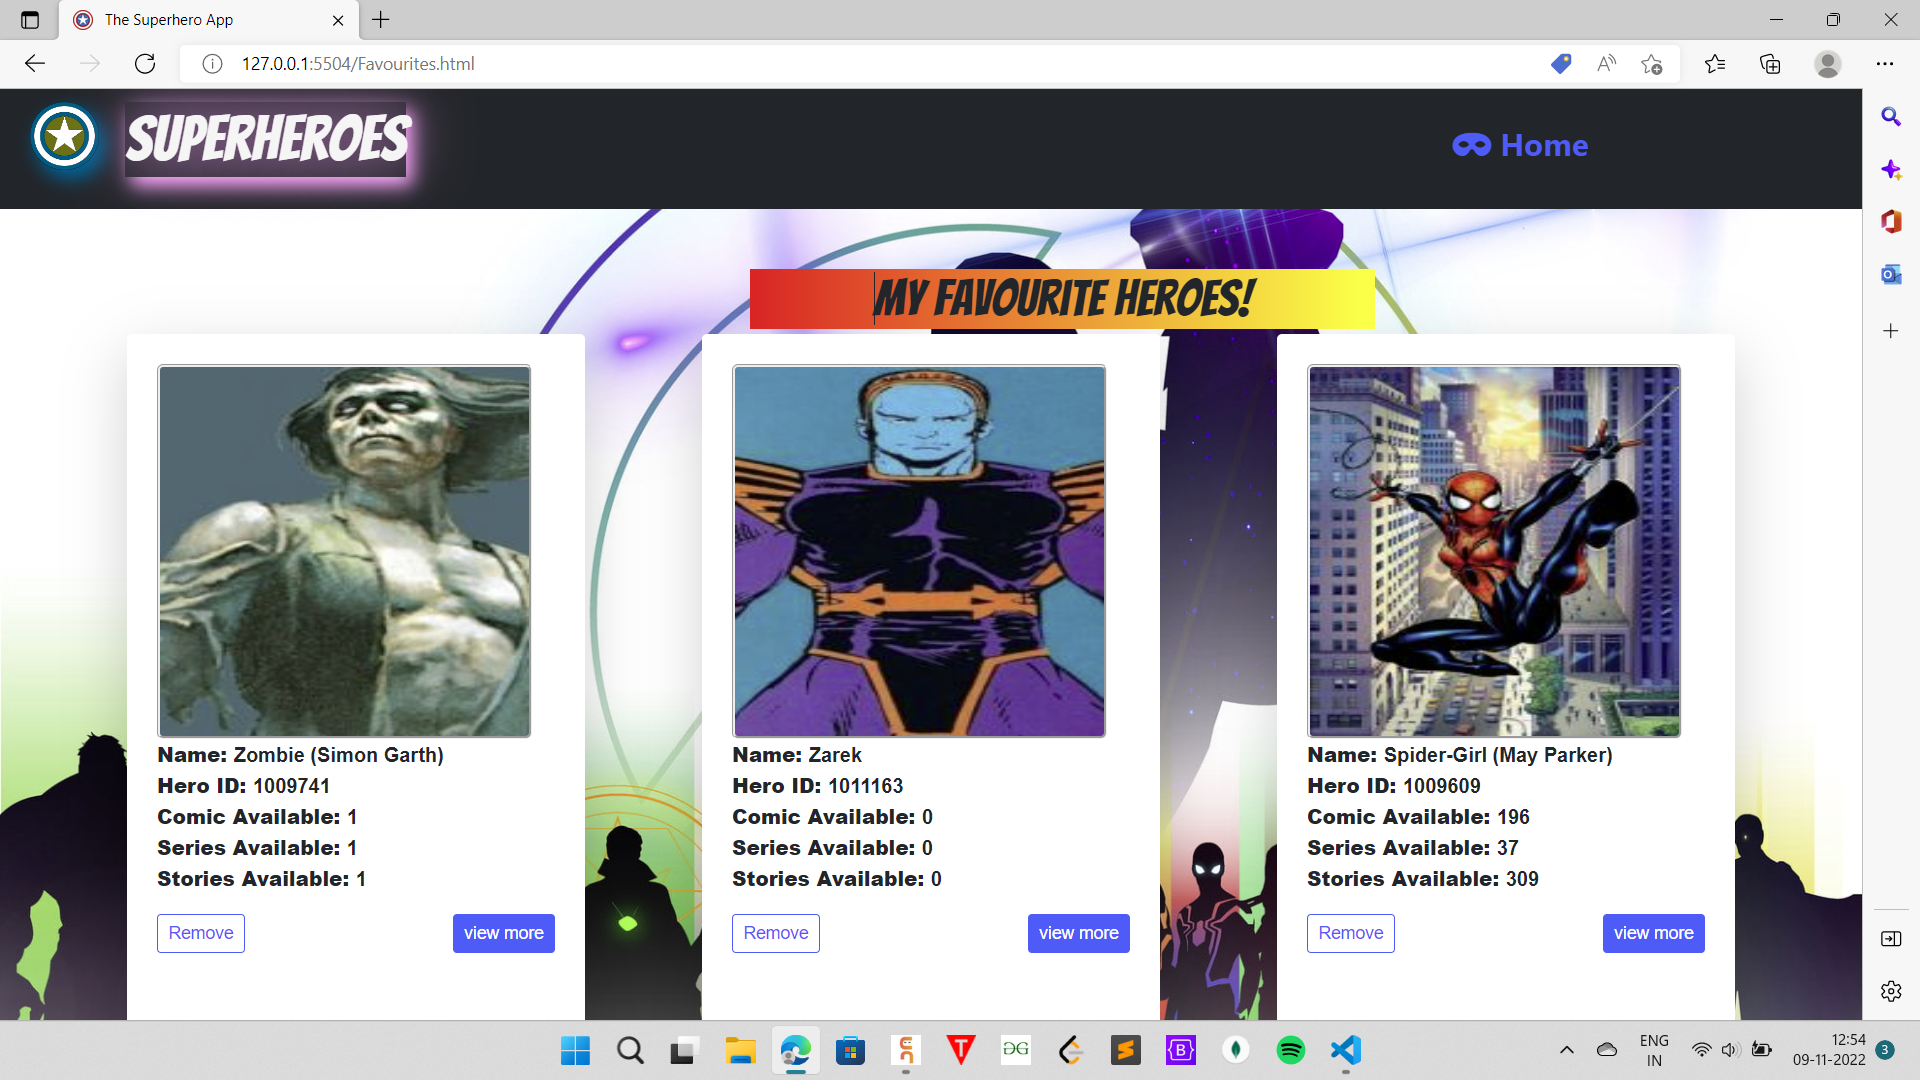 The Superhero App
127.0.0.1:5504/Favourites.html
SUPERHEROES
Home
MY FAVOURITE HEROES!
Name: Zombie (Simon Garth)
Hero ID: 1009741
Comic Available: 1
Series Available: 1
Stories Available: 1
Remove
view more
Name: Zarek
Hero ID: 1011163
Comic Available: 0
Series Available: 0
Stories Available: 0
Remove
view more
Name: Spider-Girl (May Parker)
Hero ID: 1009609
Comic Available: 196
Series Available: 37
Stories Available: 309
Remove
view more
ENG
IN
12:54
09-11-2022
3